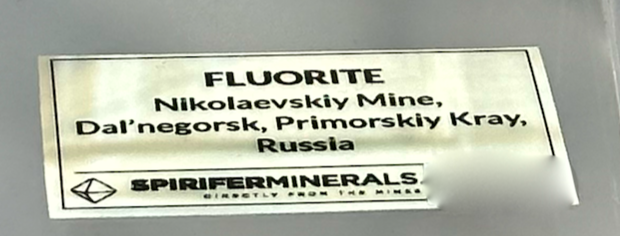 FLUORITE
Nikolaevskiy Mine,
Dal'negorsk, Primorskiy Kray,
Russia
SPIRIFERMINERALS.
DIRECTLY FROM THE MINES